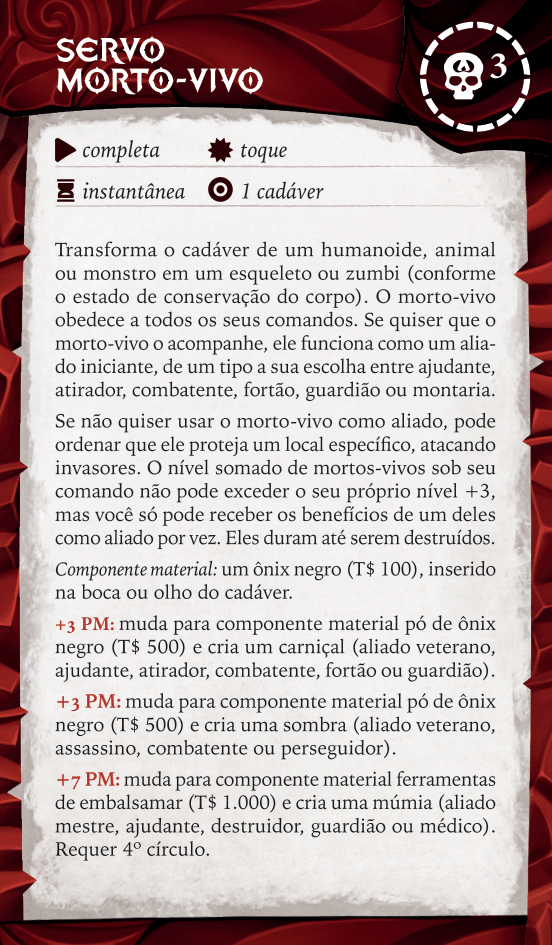 SERVO
MORTO-VIVO
3
completa
toque
instantânea
1 cadáver
Transforma o cadáver de um humanoide, animal
ou monstro em um esqueleto ou zumbi (conforme
o estado de conservação do corpo). O morto-vivo
obedece a todos os seus comandos. Se quiser que o
morto-vivo o acompanhe, ele funciona como um alia-
do iniciante, de um tipo a sua escolha entre ajudante,
atirador, combatente, fortão, guardião ou montaria.
Se não quiser usar o morto-vivo como aliado, pode
ordenar que ele proteja um local específico, atacando
invasores. O nível somado de mortos-vivos sob seu
comando não pode exceder o seu próprio nível +3,
mas você só pode receber os benefícios de um deles
como aliado por vez. Eles duram até serem destruídos.
Componente material: um ônix negro (T$ 100), inserido
na boca ou olho do cadáver.
+3 PM: muda para componente material pó de ônix
negro (T$ 500) e cria um carniçal (aliado veterano,
ajudante, atirador, combatente, fortão ou guardião).
+3 PM: muda para componente material pó de ônix
negro (T$ 500) e cria uma sombra (aliado veterano,
assassino, combatente ou perseguidor).
+7 PM: muda para componente material ferramentas
de embalsamar (T$ 1.000) e cria uma múmia (aliado
mestre, ajudante, destruidor, guardião ou médico).
Requer 4º círculo.